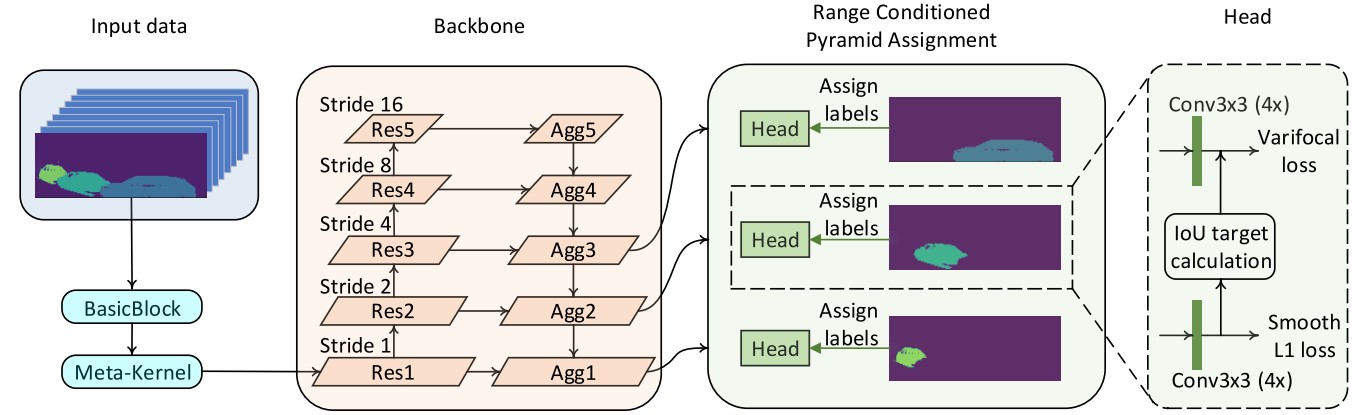 Input data
BasicBlock
Meta-Kernel
Backbone
Stride 16
Res5
Agg5
Stride 8
Res4
Agg4
Stride 4
Res3
Agg3
Stride 2
Res2
Agg2
Stride 1
Res1
Agg1
Range Conditioned
Pyramid Assignment
Head
Assign
labels
Head
Assign
labels
Head
Assign
labels
Head
Conv3x3 (4x)
Varifocal
loss
IoU target
calculation
Smooth
L1 loss
Conv3x3 (4x)